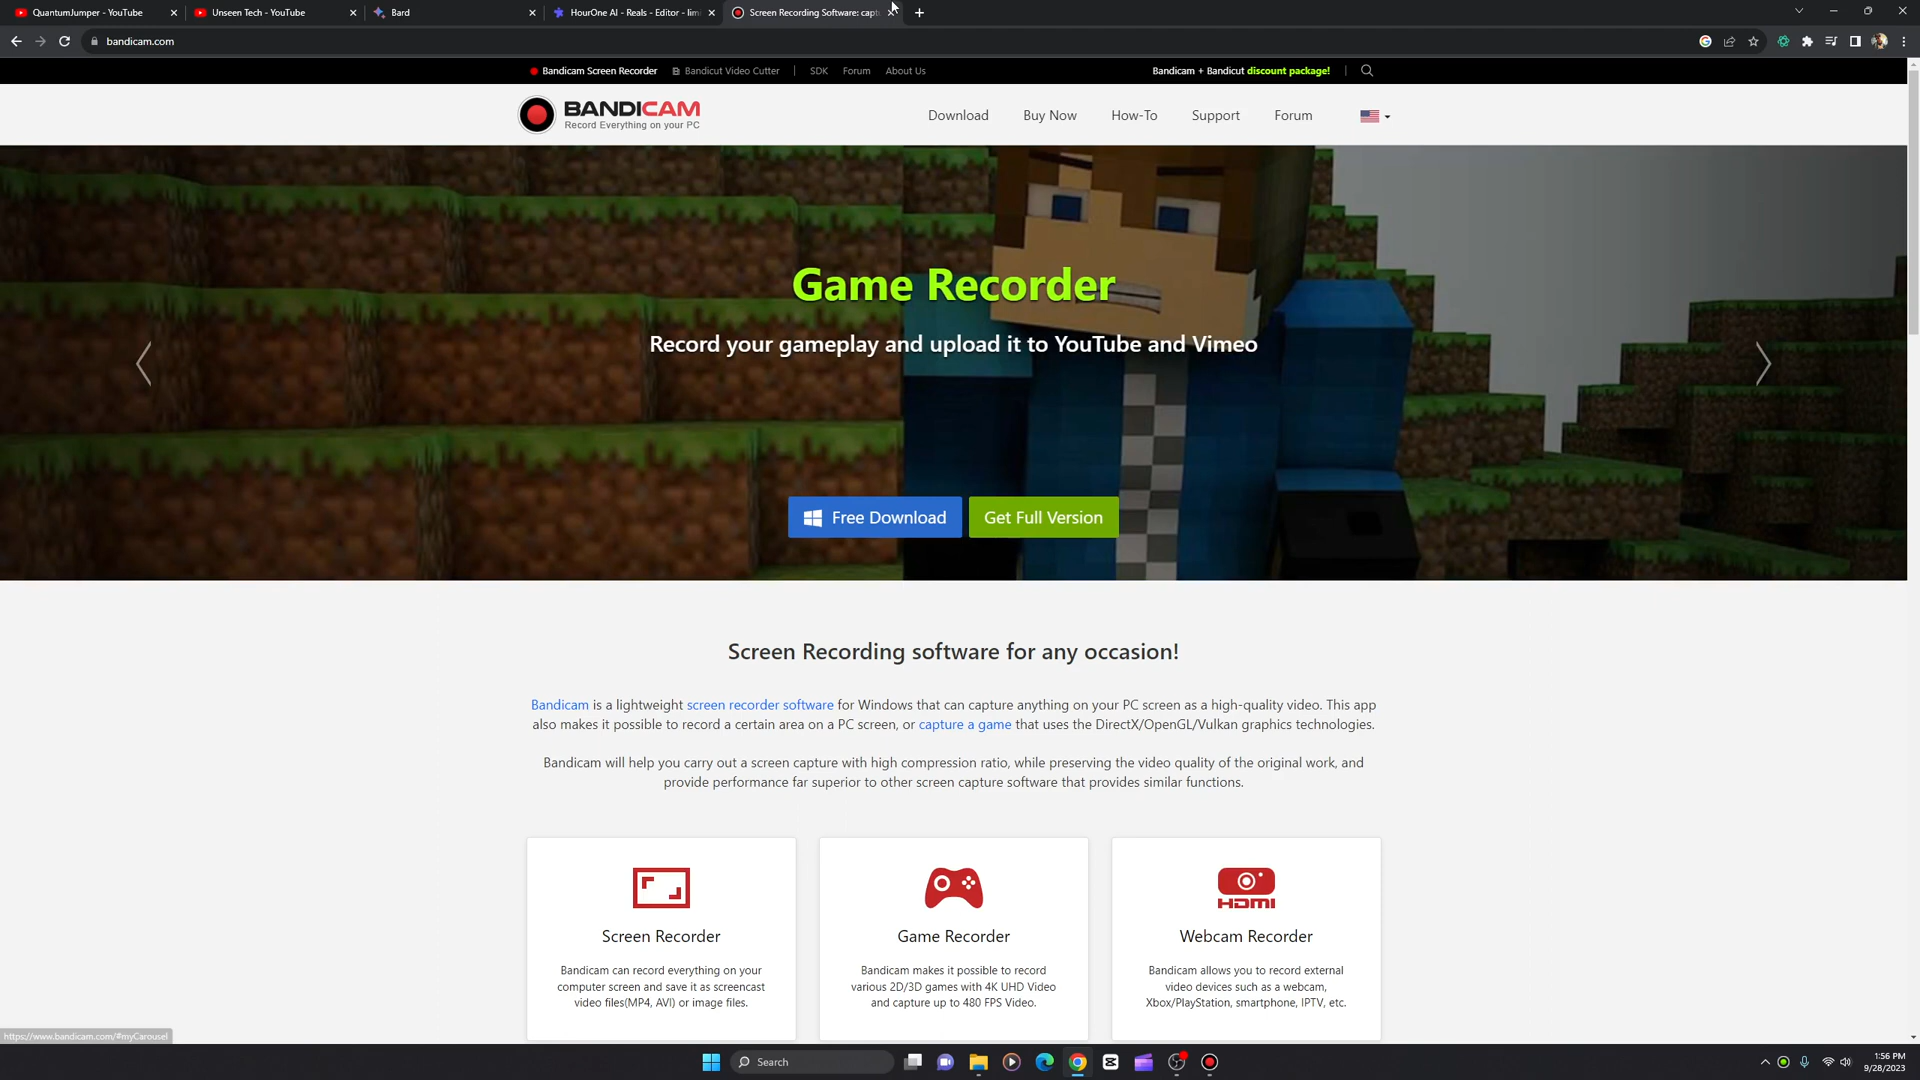 QuantumJumper - YouTube
Unseen Tech - YouTube
Bard
HourOne AI - Reals - Editor - lim
Screen Recording Software: capt
bandicam.com
Bandicam Screen Recorder
Bandicut Video Cutter
SDK
Forum
About Us
Bandicam + Bandicut discount package!
BANDICAM
Record Everything on your PC
Download
Buy Now
How-To
Support
Forum
Game Recorder
Record your gameplay and upload it to YouTube and Vimeo
Free Download
Get Full Version
Screen Recording software for any occasion!
Bandicam is a lightweight screen recorder software for Windows that can capture anything on your PC screen as a high-quality video. This app
also makes it possible to record a certain area on a PC screen, or capture a game that uses the DirectX/OpenGL/Vulkan graphics technologies.
Bandicam will help you carry out a screen capture with high compression ratio, while preserving the video quality of the original work, and
provide performance far superior to other screen capture software that provides similar functions.
Screen Recorder
Bandicam can record everything on your
computer screen and save it as screencast
video files(MP4, AVI) or image files.
Game Recorder
Bandicam makes it possible to record
various 2D/3D games with 4K UHD Video
and capture up to 480 FPS Video.
HDMI
Webcam Recorder
Bandicam allows you to record external
video devices such as a webcam,
Xbox/PlayStation, smartphone, IPTV, etc.
https://www.bandicam.com/#myCarousel
Search
1:56 PM
9/28/2023